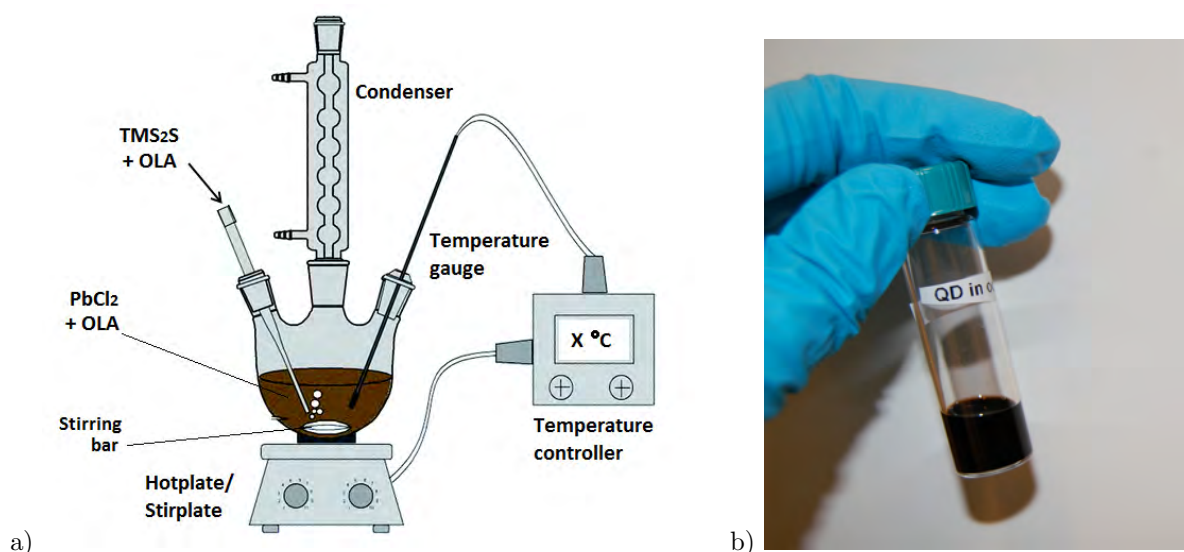 Condenser
TMS2S
+ OLA
Temperature
gauge
PbCl2
+ OLA
X °C
Stirring
bar
Temperature
controller
Hotplate/
Stirplate
a)
QD in
b)